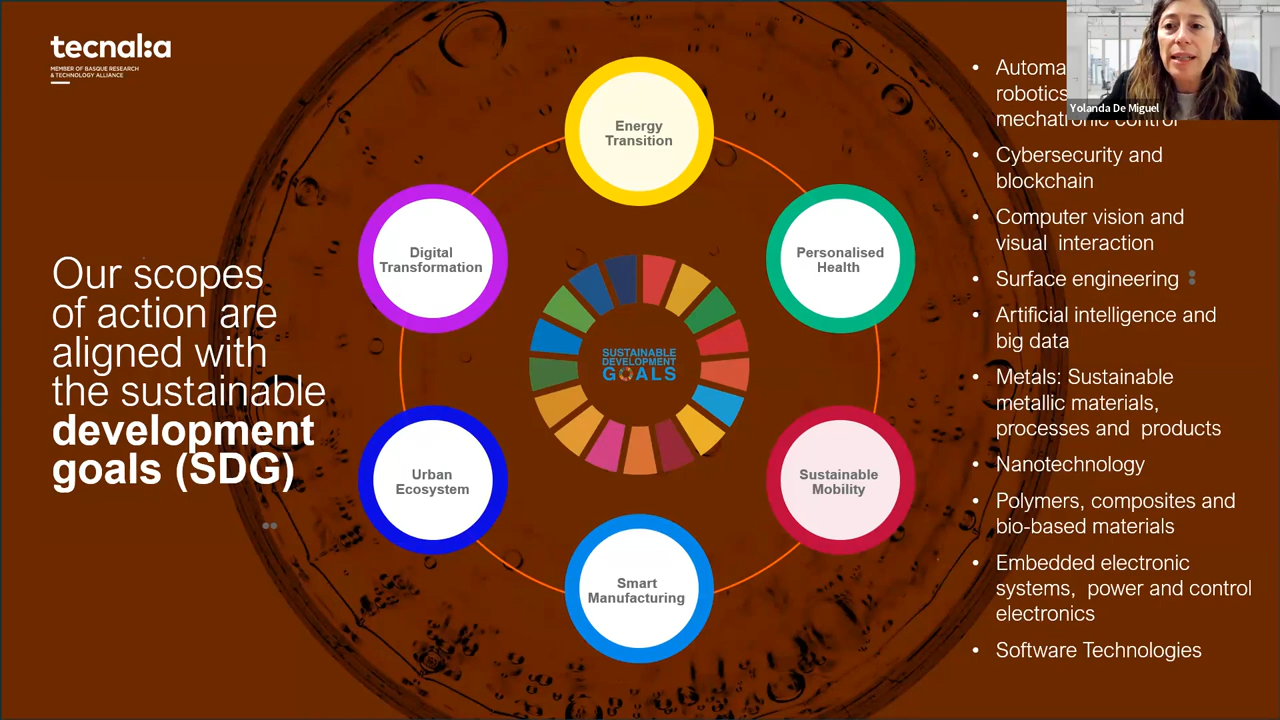 tecnal:a
MEMBER OF BASQUE RESEARCH
& TECHNOLOGY ALLIANCE
Our scopes
of action are
aligned with
the sustainable
development
goals (SDG)
Energy
Transition
Digital
Transformation
Personalised
Health
SUSTAINABLE
DEVELOPMENT
GOALS
Urban
Ecosystem
Sustainable
Mobility
Smart
Manufacturing
Yolanda De Miguel
• robotics
mechatronic control
• Cybersecurity and
blockchain
• Computer vision and
visual interaction
• Surface engineering
• Artificial intelligence and
big data
• Metals: Sustainable
metallic materials,
processes and products
• Nanotechnology
• Polymers, composites and
bio-based materials
• Embedded electronic
systems, power and control
electronics
• Software Technologies